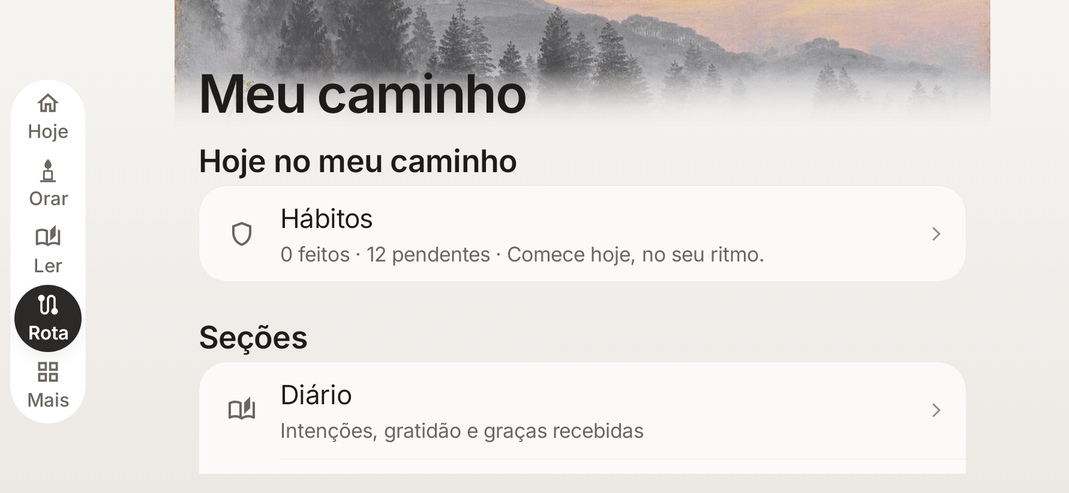 Meu caminho
Hoje no meu caminho
Hábitos
0 feitos · 12 pendentes · Comece hoje, no seu ritmo.
Seções
Diário
Intenções, gratidão e graças recebidas
Hoje
Orar
Ler
Rota
Mais